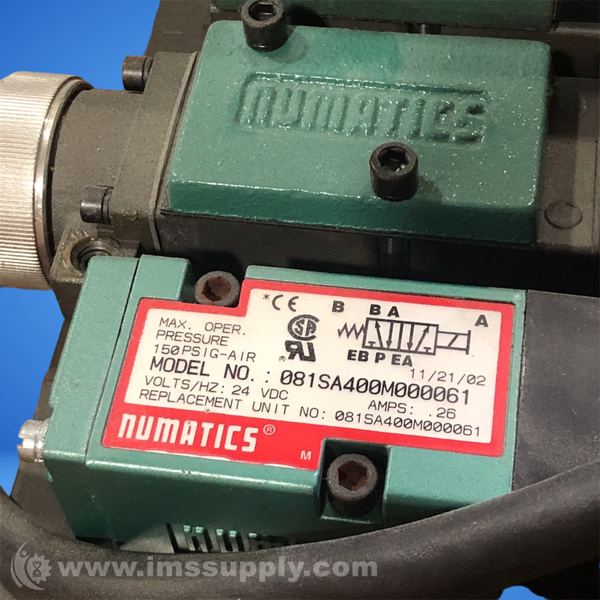 NUMATICS
*CE B B A A
MAX. OPER.
PRESSURE
150PSIG-AIR
SA
EB P EA
11/21/02
MODEL NO.: 081SA400M000061
VOLTS/HZ: 24 VDC AMPS: .26
REPLACEMENT UNIT NO: 081SA400M000061
NUMATICS®
M
www.imssupply.com